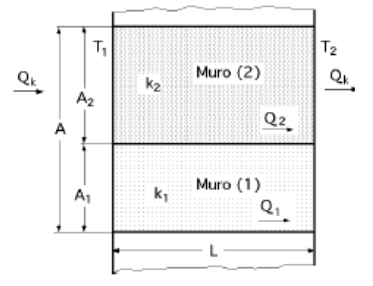 T1
T2
Qk
Qk
A2
k2
Muro (2)
Q2
A
A1
k1
Muro (1)
Q1
L